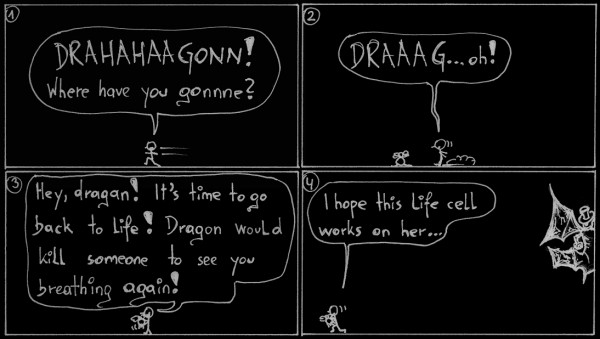 1
DRAHAHAAGONN!
Where have you gonnne?
2
DRAAAG...oh!
3
Hey, dragan! It's time to go
back to life! Dragon would
kill someone to see you
breathing again!
4
I hope this life cell
works on her...